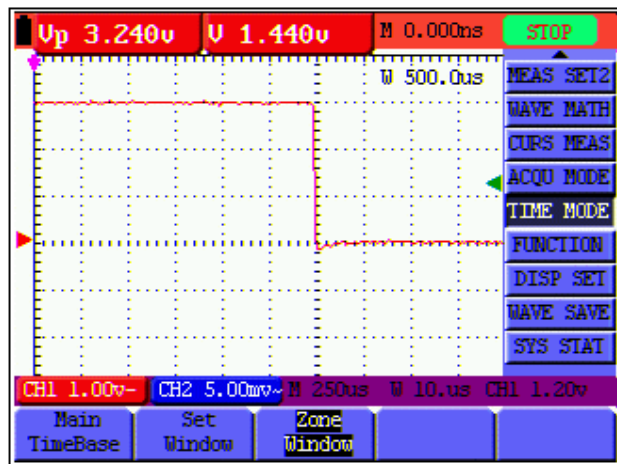 Vp 3.240v V 1.440v M 0.000ns STOP
W 500.0us
MEAS SET2
WAVE MATH
CURS MEAS
ACQU MODE
TIME MODE
FUNCTION
DISP SET
WAVE SAVE
SYS STAT
CH1 1.00v- CH2 5.00mv~ M 250us W 10.us CH1 1.20v
Main TimeBase
Set Window
Zone Window